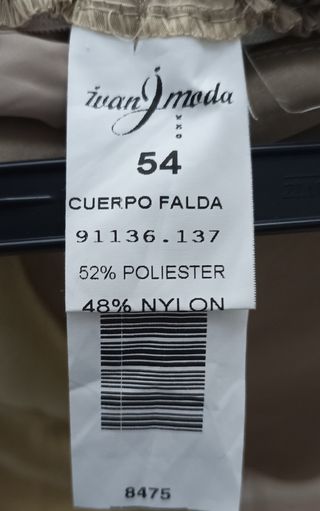 ivan J moda
54
CUERPO FALDA
91136.137
52% POLIESTER
48% NYLON
8475